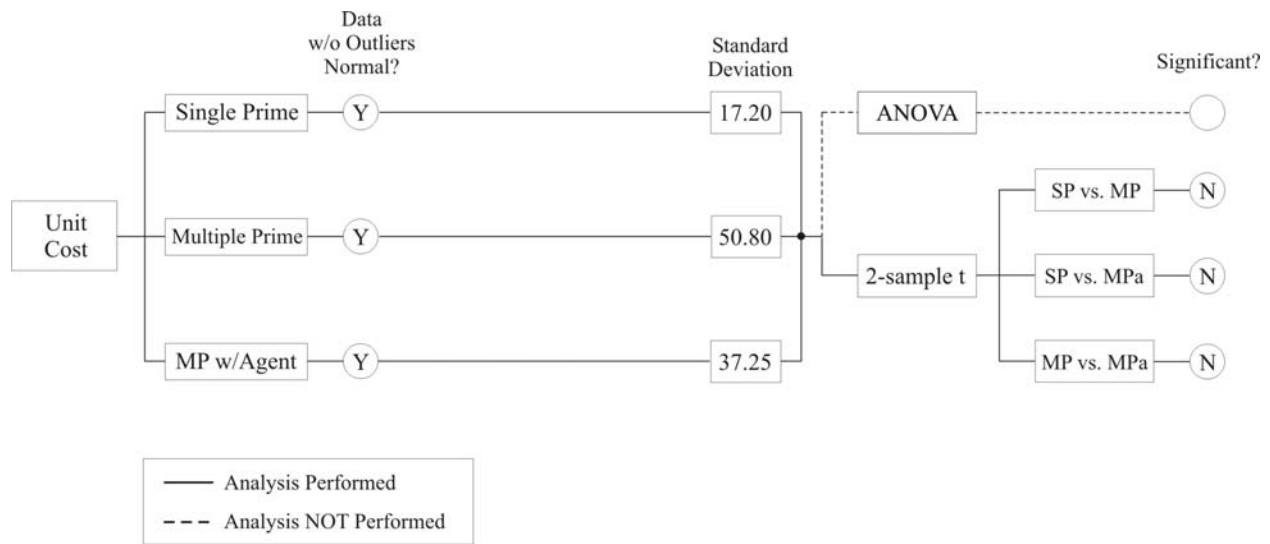 Data
w/o Outliers
Normal?
Standard
Deviation
Significant?
Single Prime
Y
17.20
ANOVA
SP vs. MP
N
Unit
Cost
Multiple Prime
Y
50.80
2-sample t
SP vs. MPa
N
MP w/Agent
Y
37.25
MP vs. MPa
N
Analysis Performed
Analysis NOT Performed